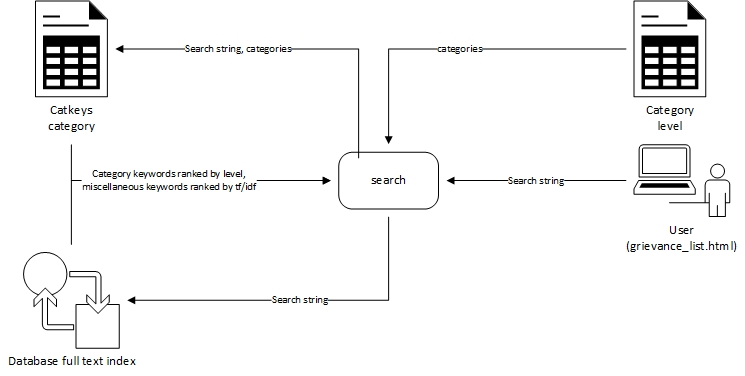 Search string, categories
categories
Catkeys
category
Category
level
Category keywords ranked by level,
miscellaneous keywords ranked by tf/idf
search
Search string
User
(grievance_list.html)
Search string
Database full text index